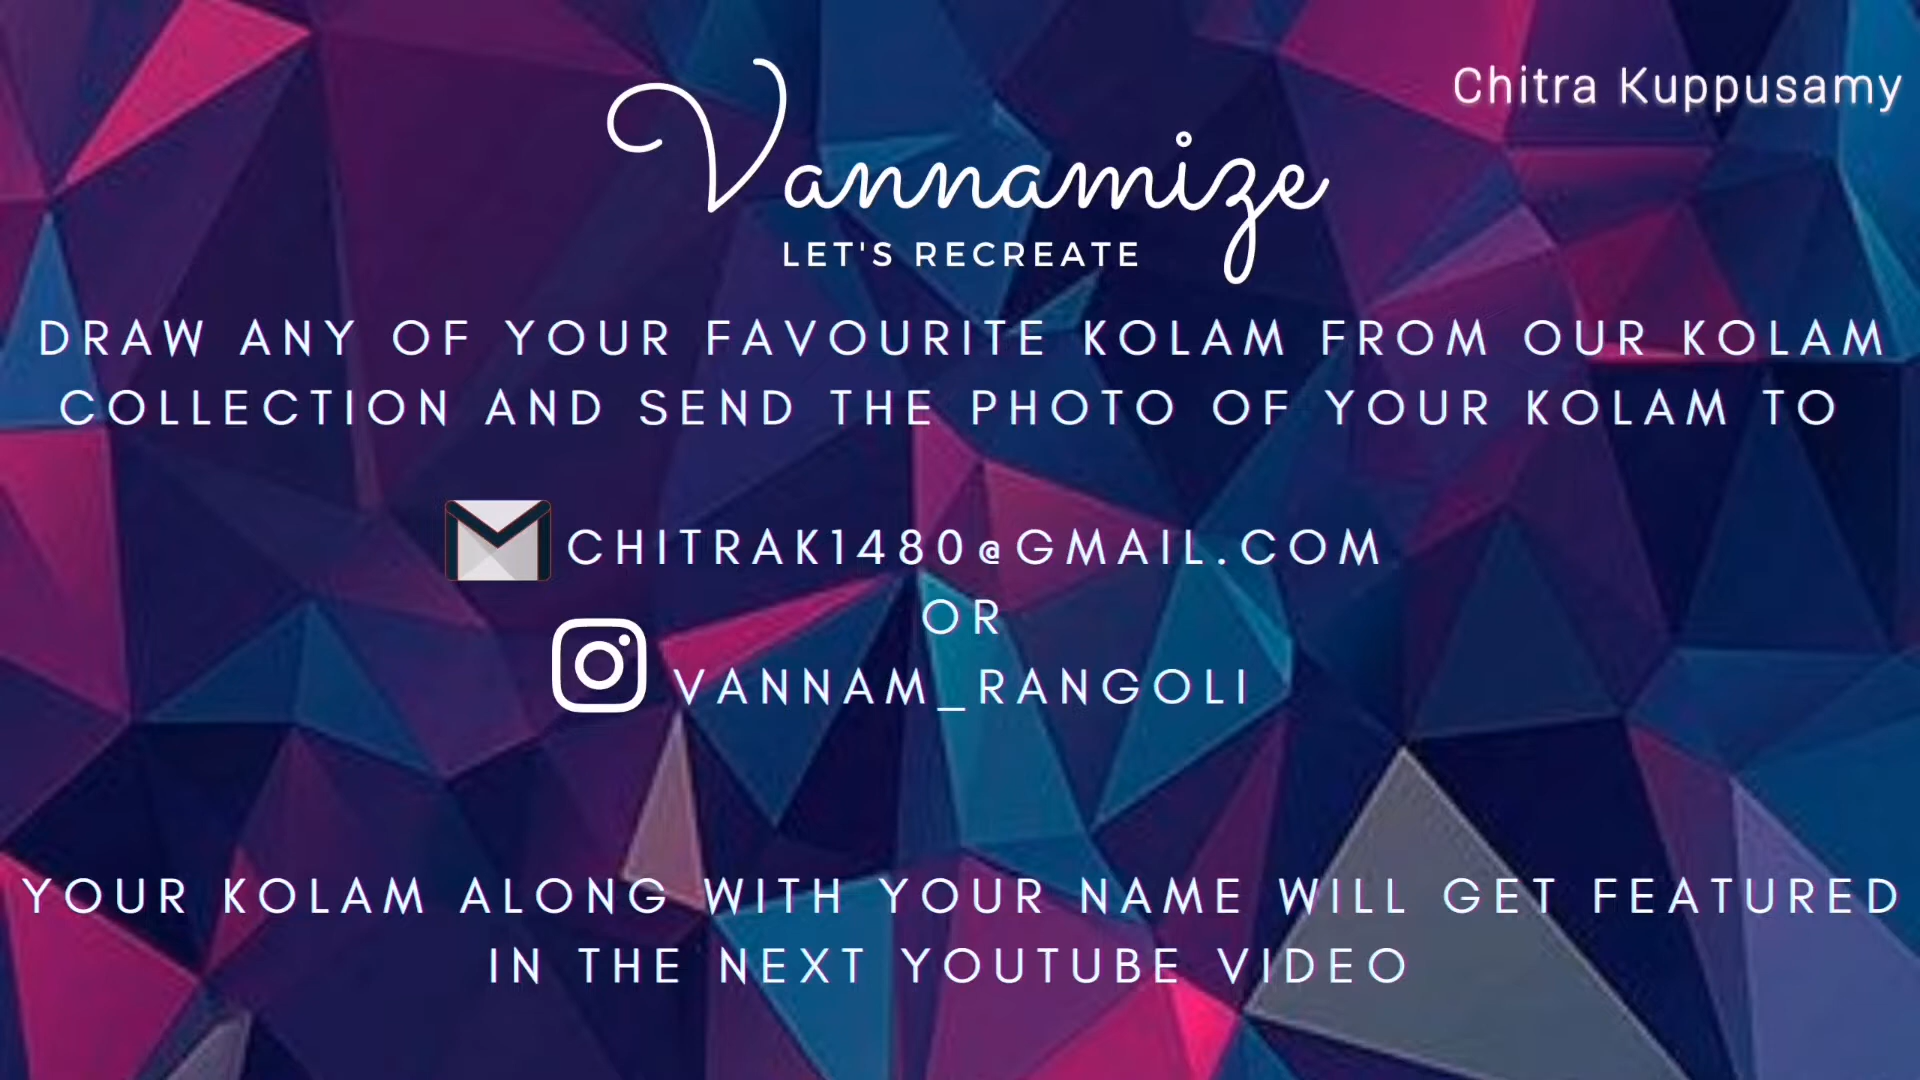 Chitra Kuppusamy
Vannamize
LET'S RECREATE
DRAW ANY OF YOUR FAVOURITE KOLAM FROM OUR KOLAM
COLLECTION AND SEND THE PHOTO OF YOUR KOLAM TO
CHITRAK1480@GMAIL.COM
OR
VANNAM_RANGOLI
YOUR KOLAM ALONG WITH YOUR NAME WILL GET FEATURED
IN THE NEXT YOUTUBE VIDEO